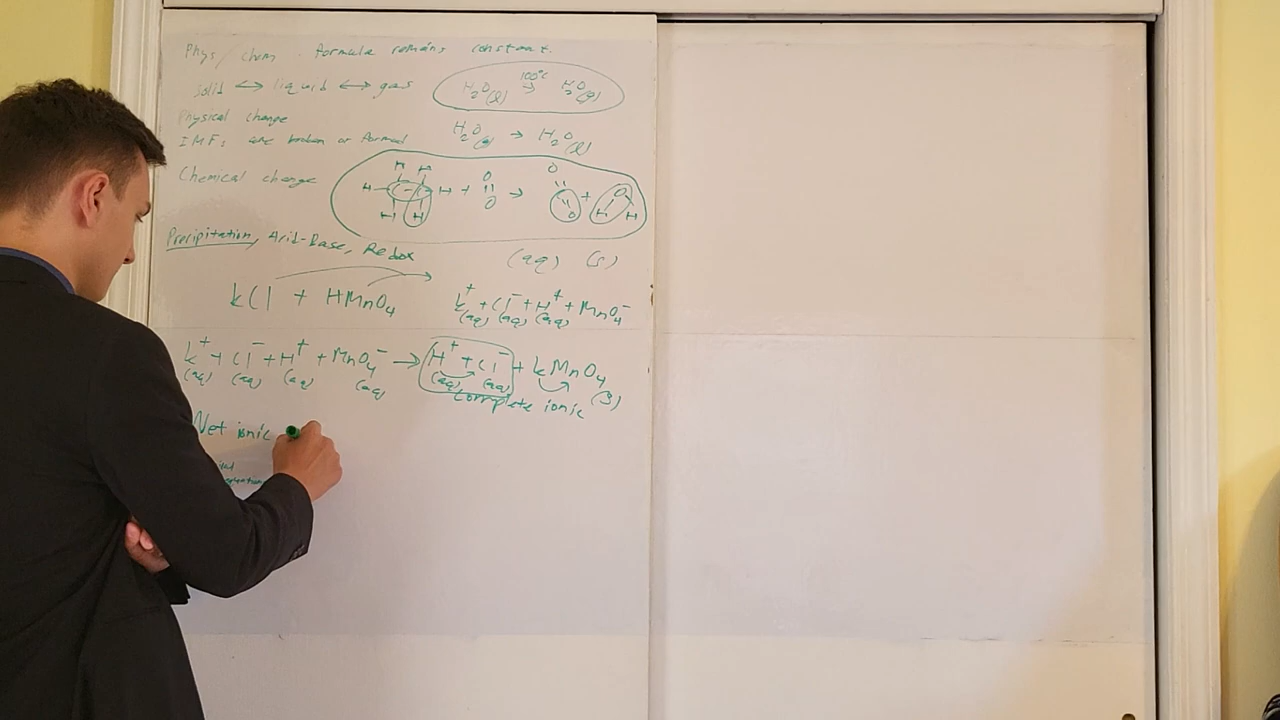 Phys/chem. formula remains constant.
solid ↔ liquid ↔ gas H₂O(l) 100°C → H₂O(g)
Physical change
IMFs are broken or formed H₂O(s) → H₂O(l)
Chemical change H H H C C H H H + O O → O C O + O H H
Precipitation, Acid-Base, Redox (aq) (s)
KCl + HMnO₄ → K⁺(aq) + Cl⁻(aq) + H⁺(aq) + MnO₄⁻
K⁺(aq) + Cl⁻(aq) + H⁺(aq) + MnO₄⁻(aq) → H⁺(aq) + Cl⁻(aq) + KMnO₄(s)
Complete ionic
Net ionic